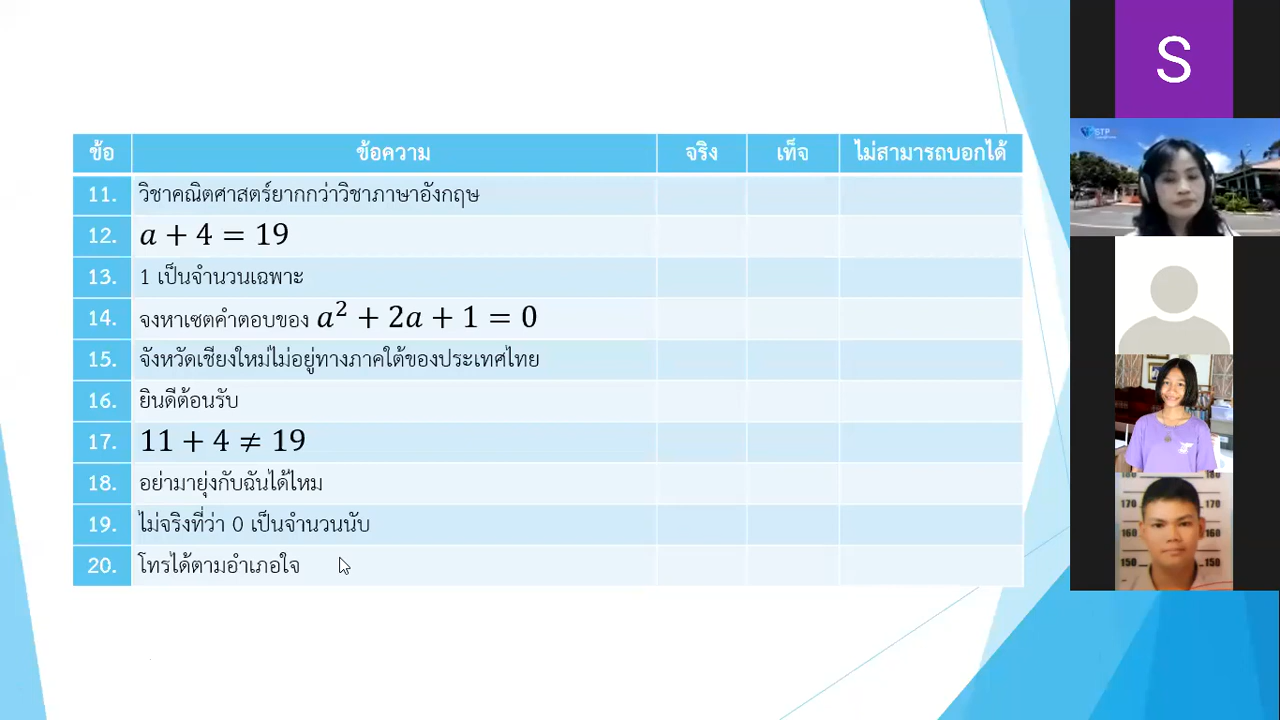 ข้อ ข้อความ จริง เท็จ ไม่สามารถบอกได้
11. วิชาคณิตศาสตร์ยากกว่าวิชาภาษาอังกฤษ
12. a + 4 = 19
13. 1 เป็นจำนวนเฉพาะ
14. จงหาเซตคำตอบของ a² + 2a + 1 = 0
15. จังหวัดเชียงใหม่ไม่อยู่ทางภาคใต้ของประเทศไทย
16. ยินดีต้อนรับ
17. 11 + 4 ≠ 19
18. อย่ามายุ่งกับฉันได้ไหม
19. ไม่จริงที่ว่า 0 เป็นจำนวนนับ
20. โทรได้ตามอำเภอใจ
S
STP
180 180
170 170
160 160
150 150